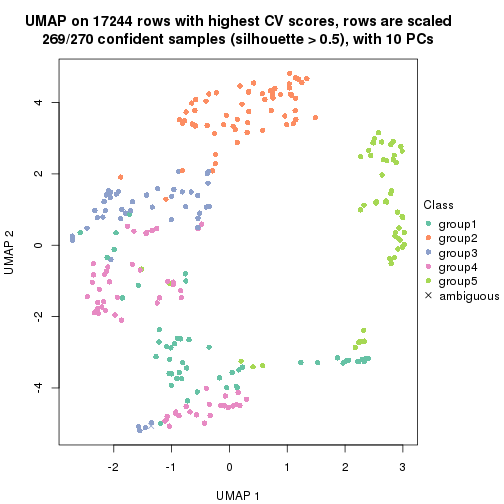 UMAP on 17244 rows with highest CV scores, rows are scaled
269/270 confident samples (silhouette > 0.5), with 10 PCs
4
2
0
-2
-4
UMAP 2
-2
-1
0
1
2
3
UMAP 1
Class
group1
group2
group3
group4
group5
ambiguous